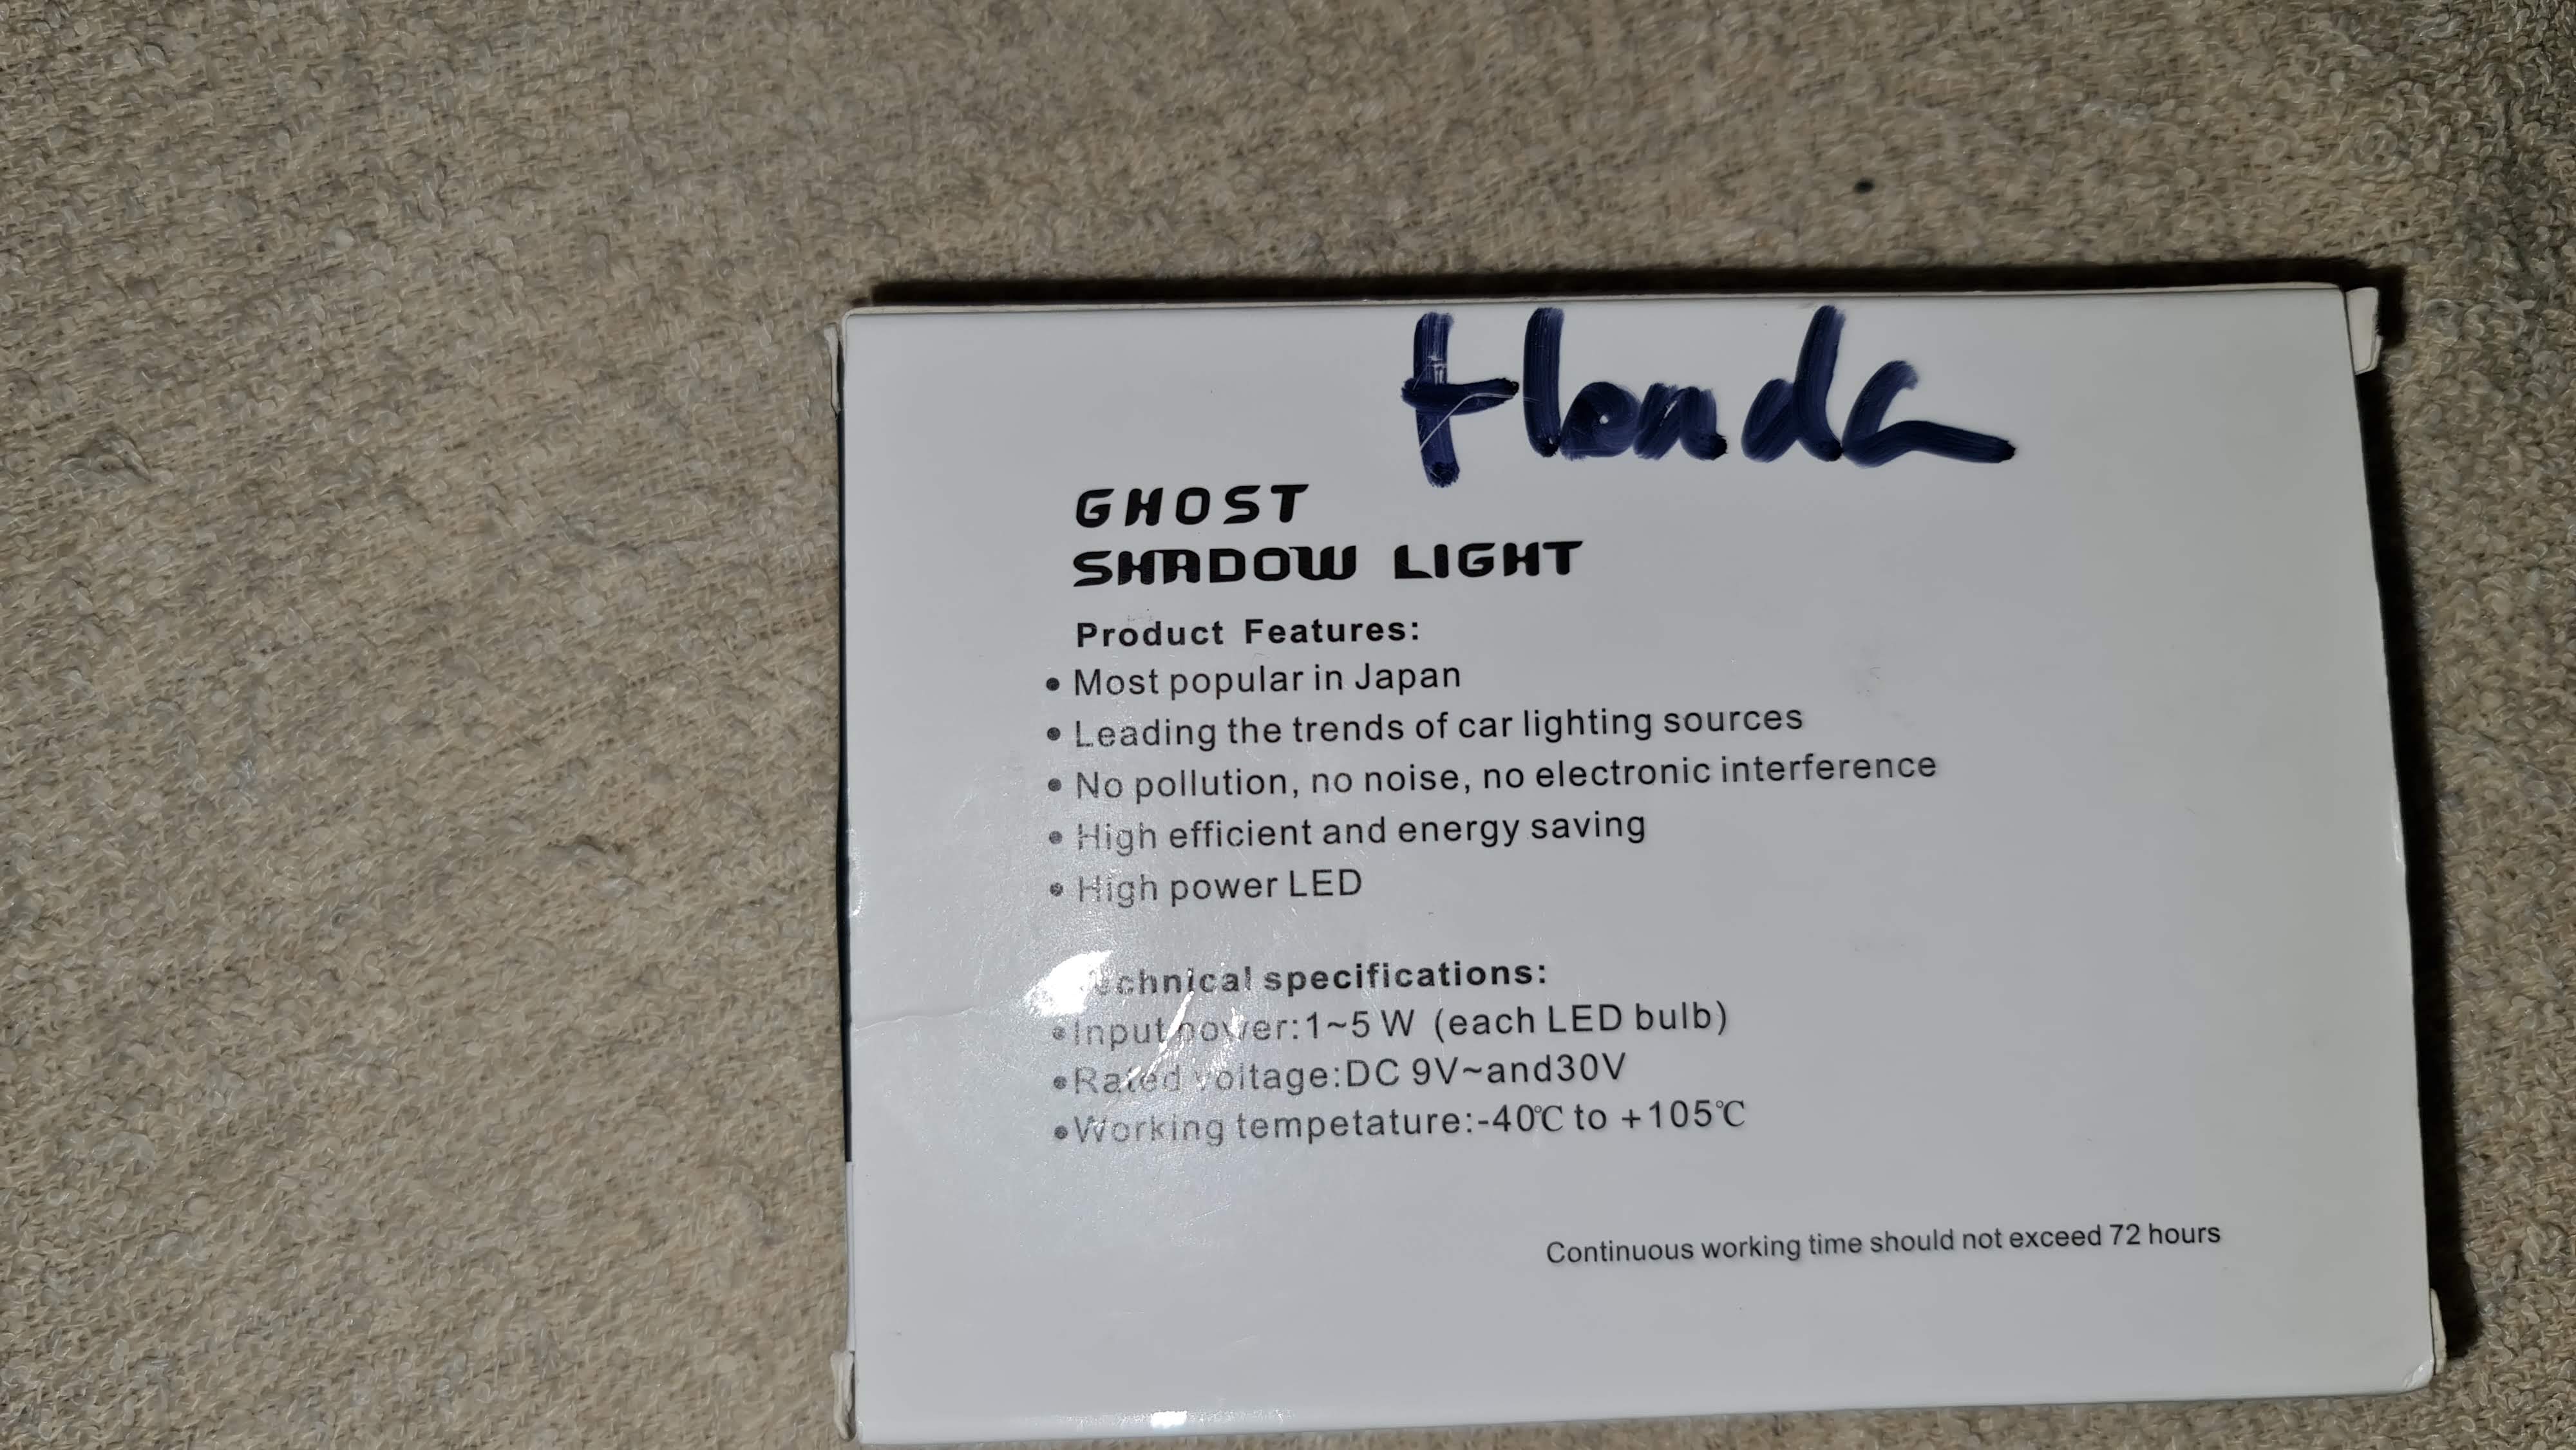 Honda
GHOST
SHADOW LIGHT
Product Features:
• Most popular in Japan
• Leading the trends of car lighting sources
• No pollution, no noise, no electronic interference
• High efficient and energy saving
• High power LED
Technical specifications:
•Input power:1~5 W (each LED bulb)
•Rated voltage:DC 9V~and30V
•Working tempetature:-40℃ to +105℃
Continuous working time should not exceed 72 hours